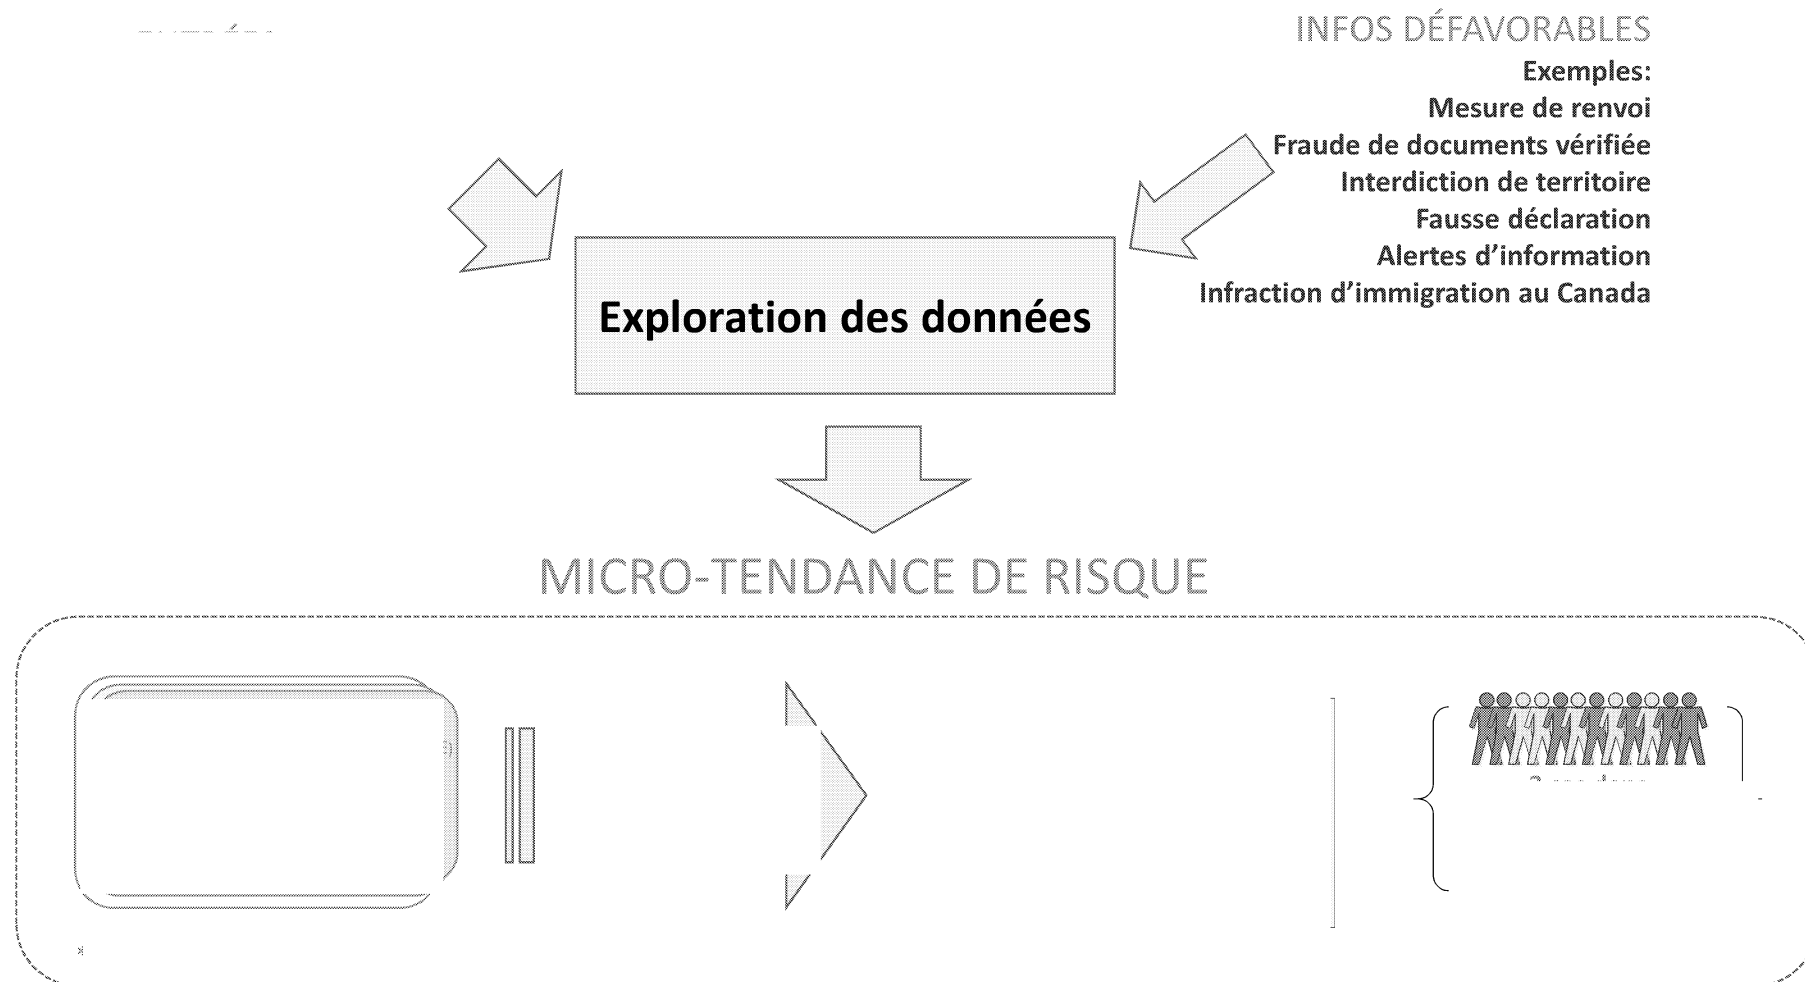 INFOS DÉFAVORABLES
Exemples:
Mesure de renvoi
Fraude de documents vérifiée
Interdiction de territoire
Fausse déclaration
Alertes d’information
Infraction d’immigration au Canada
Exploration des données
MICRO-TENDANCE DE RISQUE